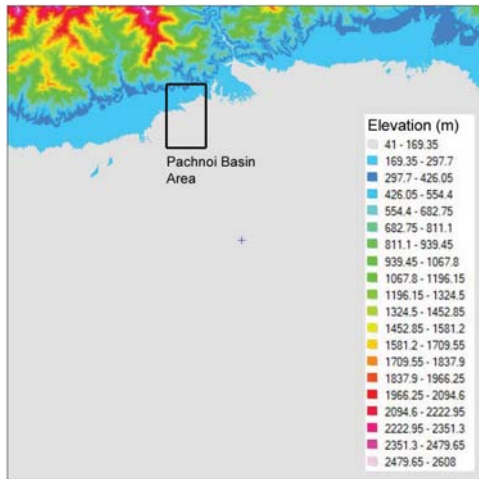 Pachnoi Basin
Area
Elevation (m)
41 - 169.35
169.35 - 297.7
297.7 - 426.05
426.05 - 554.4
554.4 - 682.75
682.75 - 811.1
811.1 - 939.45
939.45 - 1067.8
1067.8 - 1196.15
1196.15 - 1324.5
1324.5 - 1452.85
1452.85 - 1581.2
1581.2 - 1709.55
1709.55 - 1837.9
1837.9 - 1966.25
1966.25 - 2094.6
2094.6 - 2222.95
2222.95 - 2351.3
2351.3 - 2479.65
2479.65 - 2608